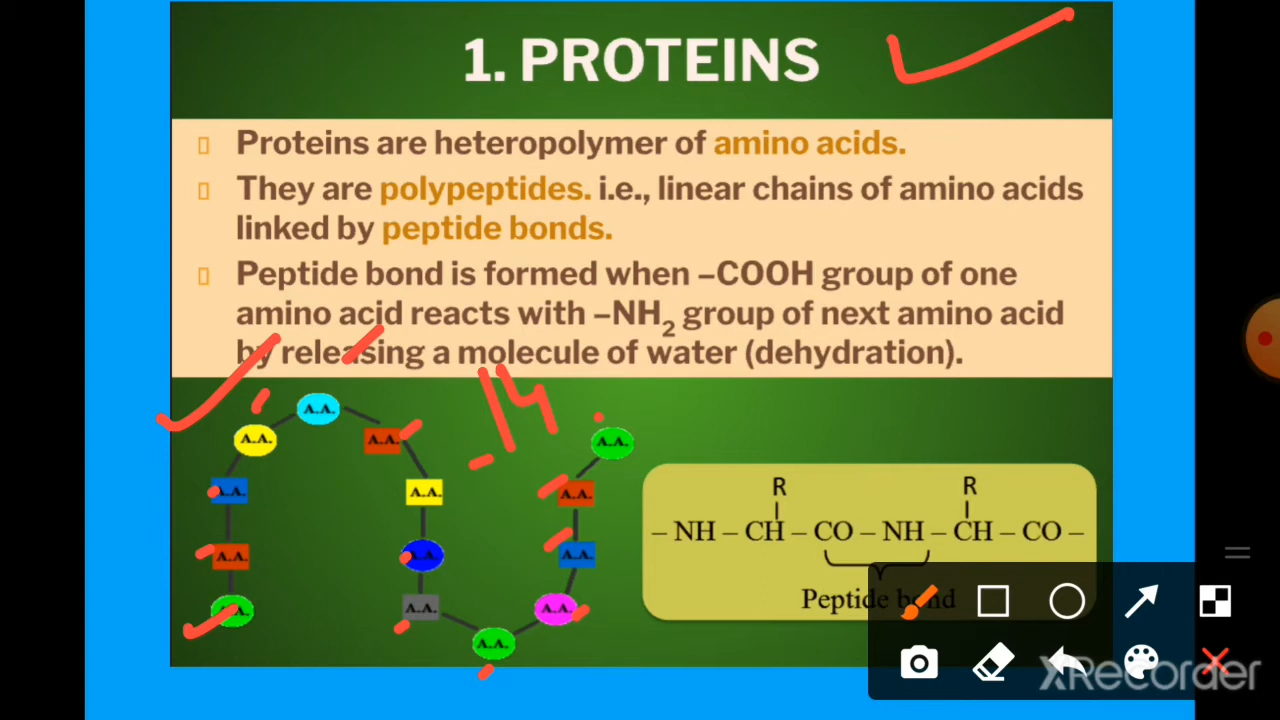 1. PROTEINS
Proteins are heteropolymer of amino acids.
They are polypeptides. i.e., linear chains of amino acids
linked by peptide bonds.
Peptide bond is formed when –COOH group of one
amino acid reacts with –NH₂ group of next amino acid
by releasing a molecule of water (dehydration).
14
A.A.
A.A.
A.A.
A.A.
A.A.
A.A.
A.A.
A.A.
A.A.
A.A.
A.A.
A.A.
A.A.
A.A.
R R
– NH – CH – CO – NH – CH – CO –
Peptide bond
XRecorder